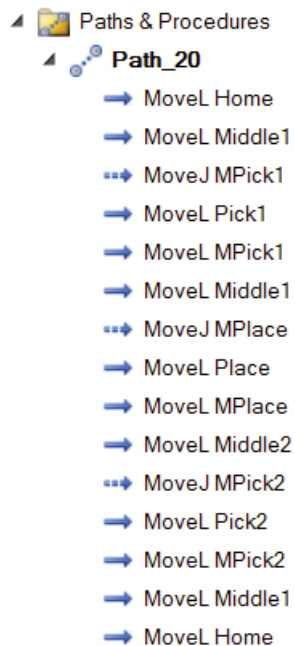 Paths & Procedures
Path_20
MoveL Home
MoveL Middle1
MoveJ MPick1
MoveL Pick1
MoveL MPick1
MoveL Middle1
MoveJ MPlace
MoveL Place
MoveL MPlace
MoveL Middle2
MoveJ MPick2
MoveL Pick2
MoveL MPick2
MoveL Middle1
MoveL Home